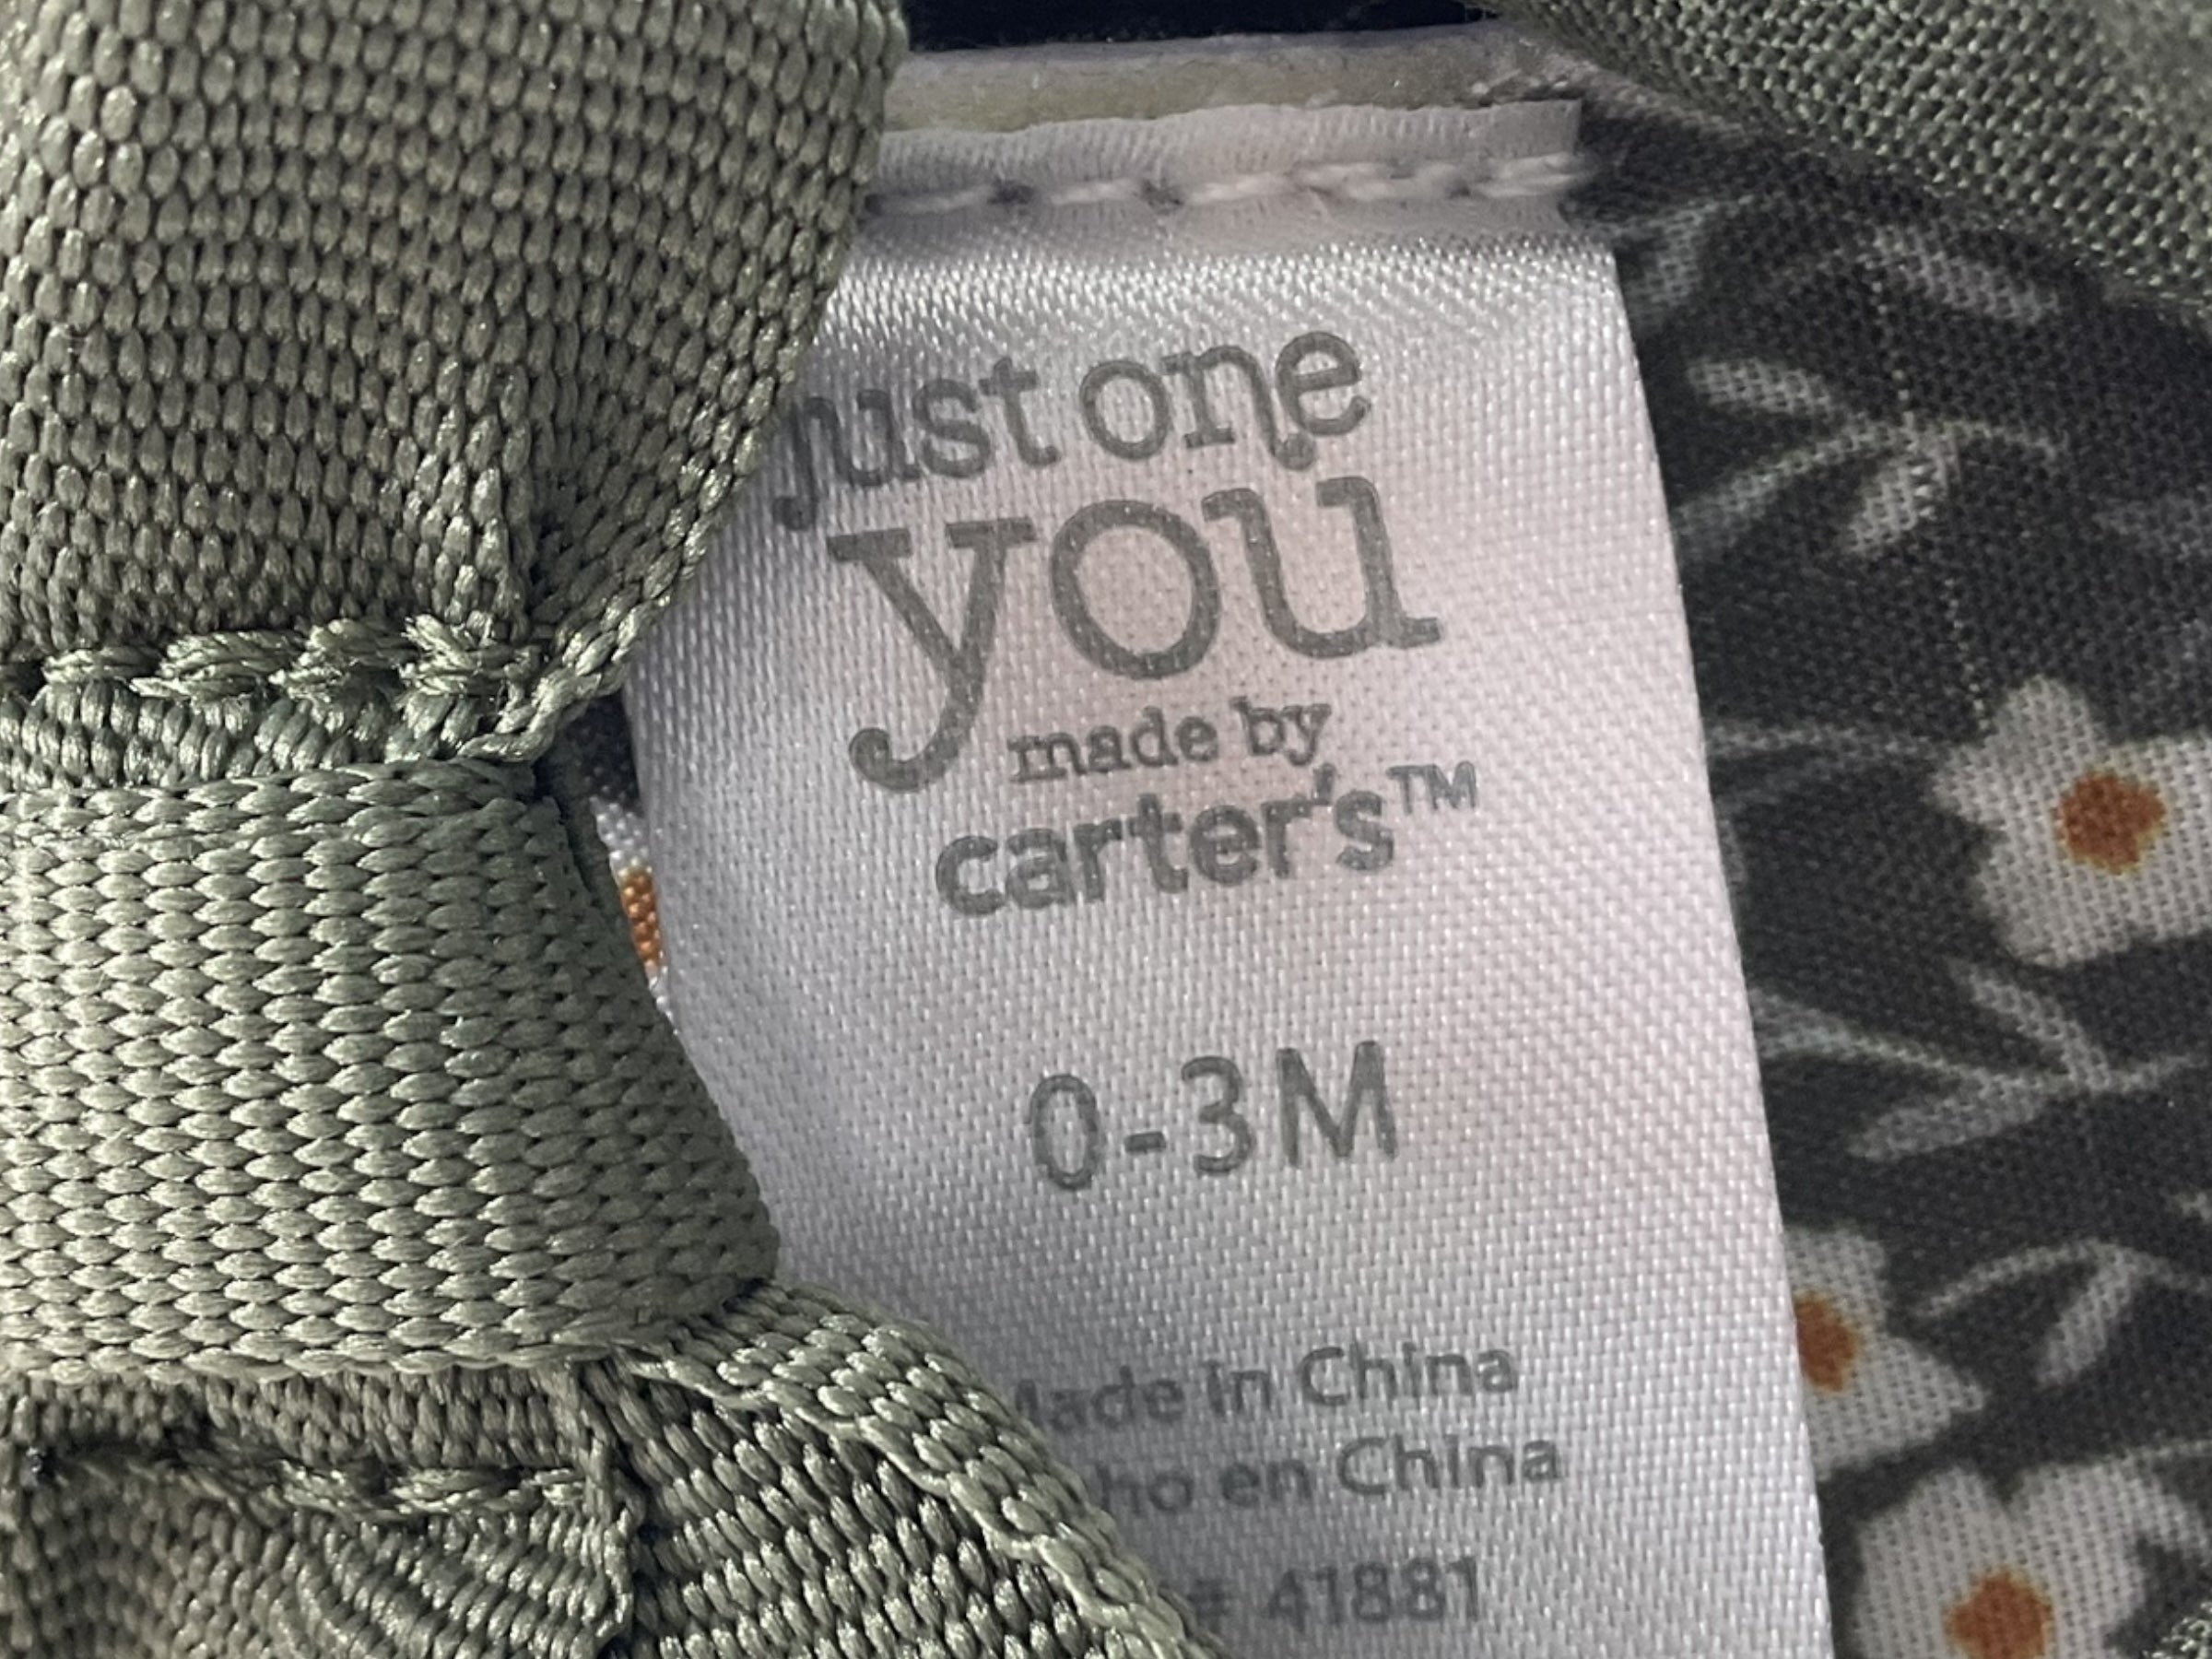 just one
you
made by
carter's™
0-3M
Made in China
en China
# 41881